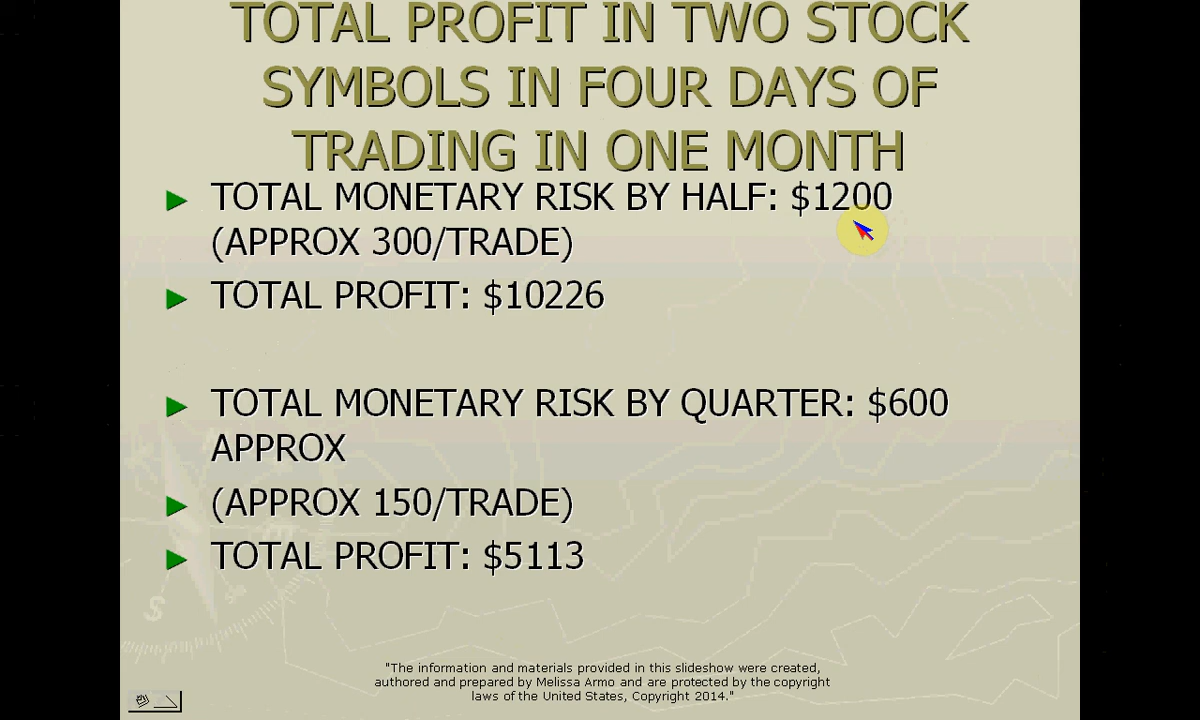 TOTAL PROFIT IN TWO STOCK
SYMBOLS IN FOUR DAYS OF
TRADING IN ONE MONTH
TOTAL MONETARY RISK BY HALF: $1200
(APPROX 300/TRADE)
TOTAL PROFIT: $10226
TOTAL MONETARY RISK BY QUARTER: $600
APPROX
(APPROX 150/TRADE)
TOTAL PROFIT: $5113
S
"The information and materials provided in this slideshow were created,
authored and prepared by Melissa Armo and are protected by the copyright
laws of the United States, Copyright 2014."